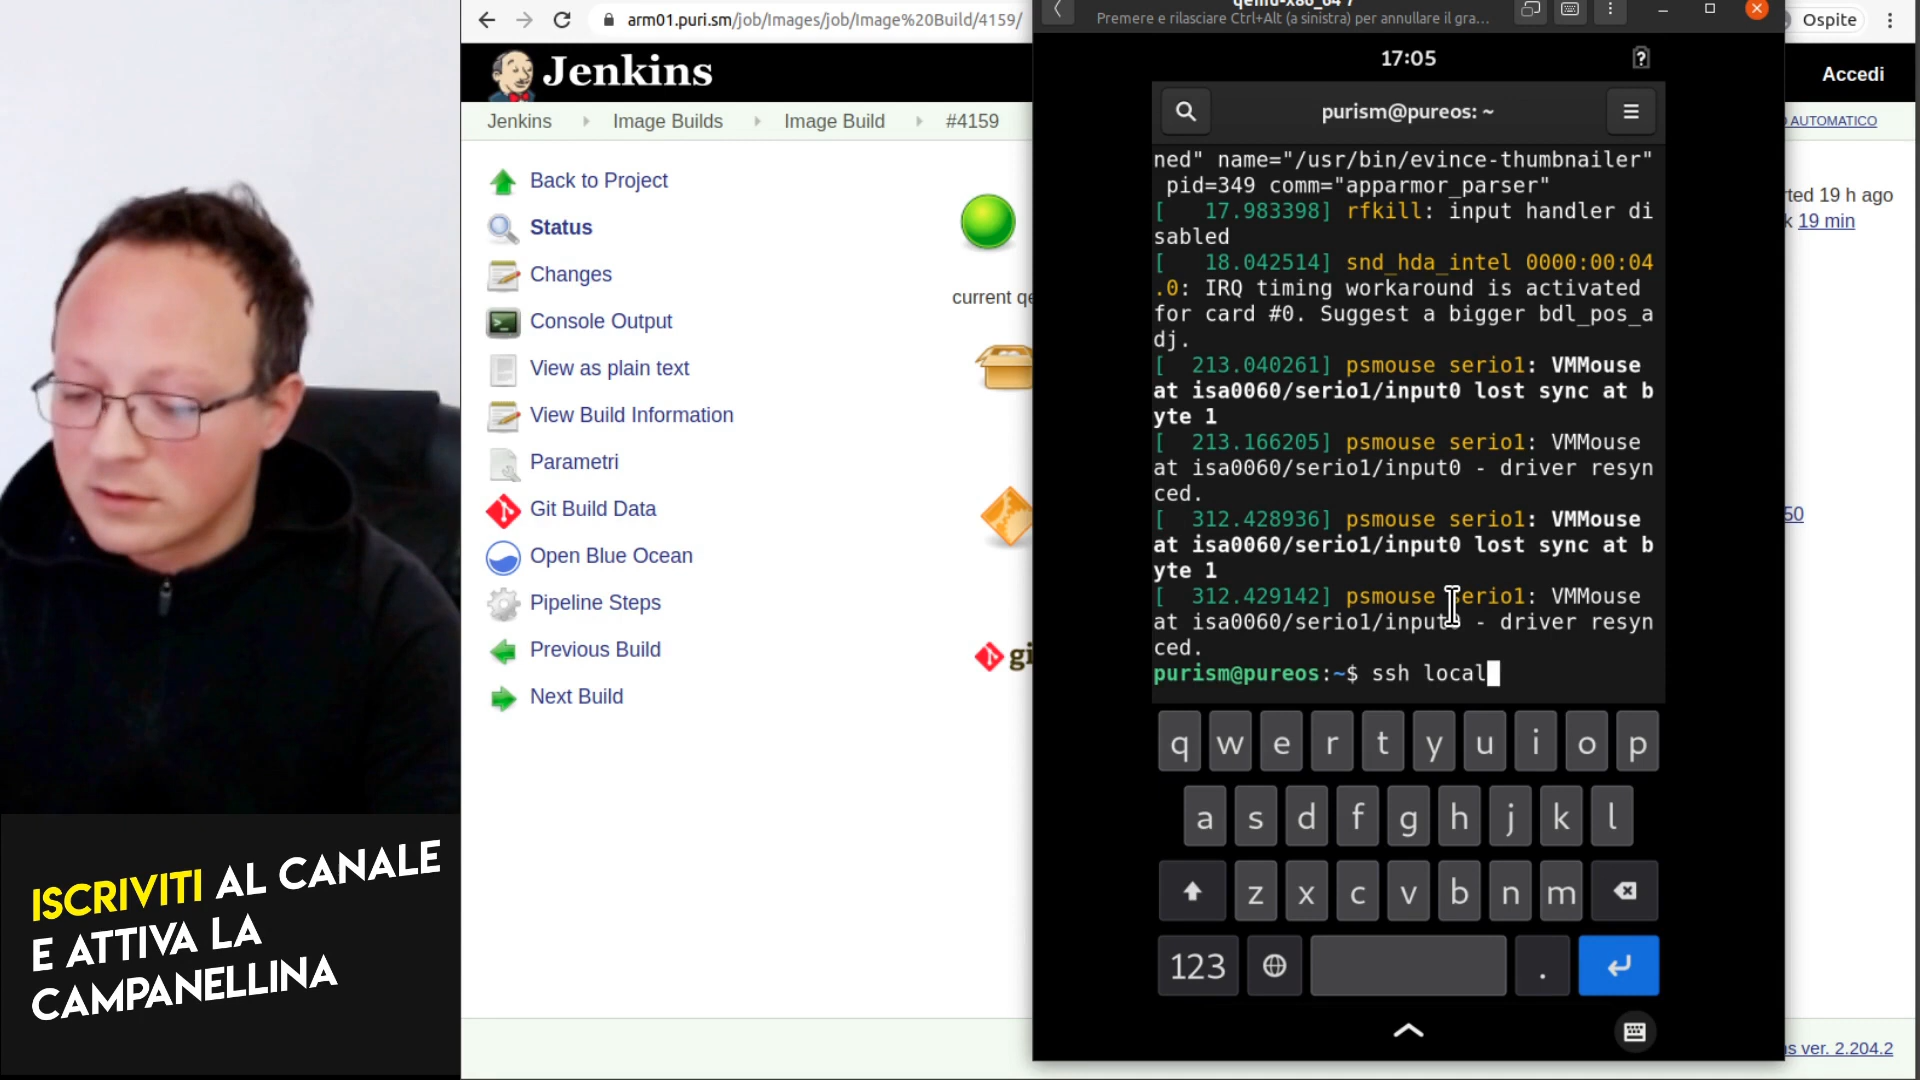 arm01.puri.sm/job/Images/job/Image%20Build/4159/
Premere e rilasciare Ctrl+Alt (a sinistra) per annullare il gra...
Ospite
Jenkins
Accedi
Jenkins
Image Builds
Image Build
#4159
AUTOMATICO
Back to Project
Status
Changes
Console Output
View as plain text
View Build Information
Parametri
Git Build Data
Open Blue Ocean
Pipeline Steps
Previous Build
Next Build
current qe
gi
rted 19 h ago
k 19 min
50
ns ver. 2.204.2
17:05
purism@pureos: ~
ned" name="/usr/bin/evince-thumbnailer"
pid=349 comm="apparmor_parser"
[   17.983398] rfkill: input handler di
sabled
[   18.042514] snd_hda_intel 0000:00:04
.0: IRQ timing workaround is activated
for card #0. Suggest a bigger bdl_pos_a
dj.
[  213.040261] psmouse serio1: VMMouse
at isa0060/serio1/input0 lost sync at b
yte 1
[  213.166205] psmouse serio1: VMMouse
at isa0060/serio1/input0 - driver resyn
ced.
[  312.428936] psmouse serio1: VMMouse
at isa0060/serio1/input0 lost sync at b
yte 1
[  312.429142] psmouse serio1: VMMouse
at isa0060/serio1/input0 - driver resyn
ced.
purism@pureos:~$ ssh local
q w e r t y u i o p
a s d f g h j k l
z x c v b n m
123 .
ISCRIVITI AL CANALE
E ATTIVA LA
CAMPANELLINA